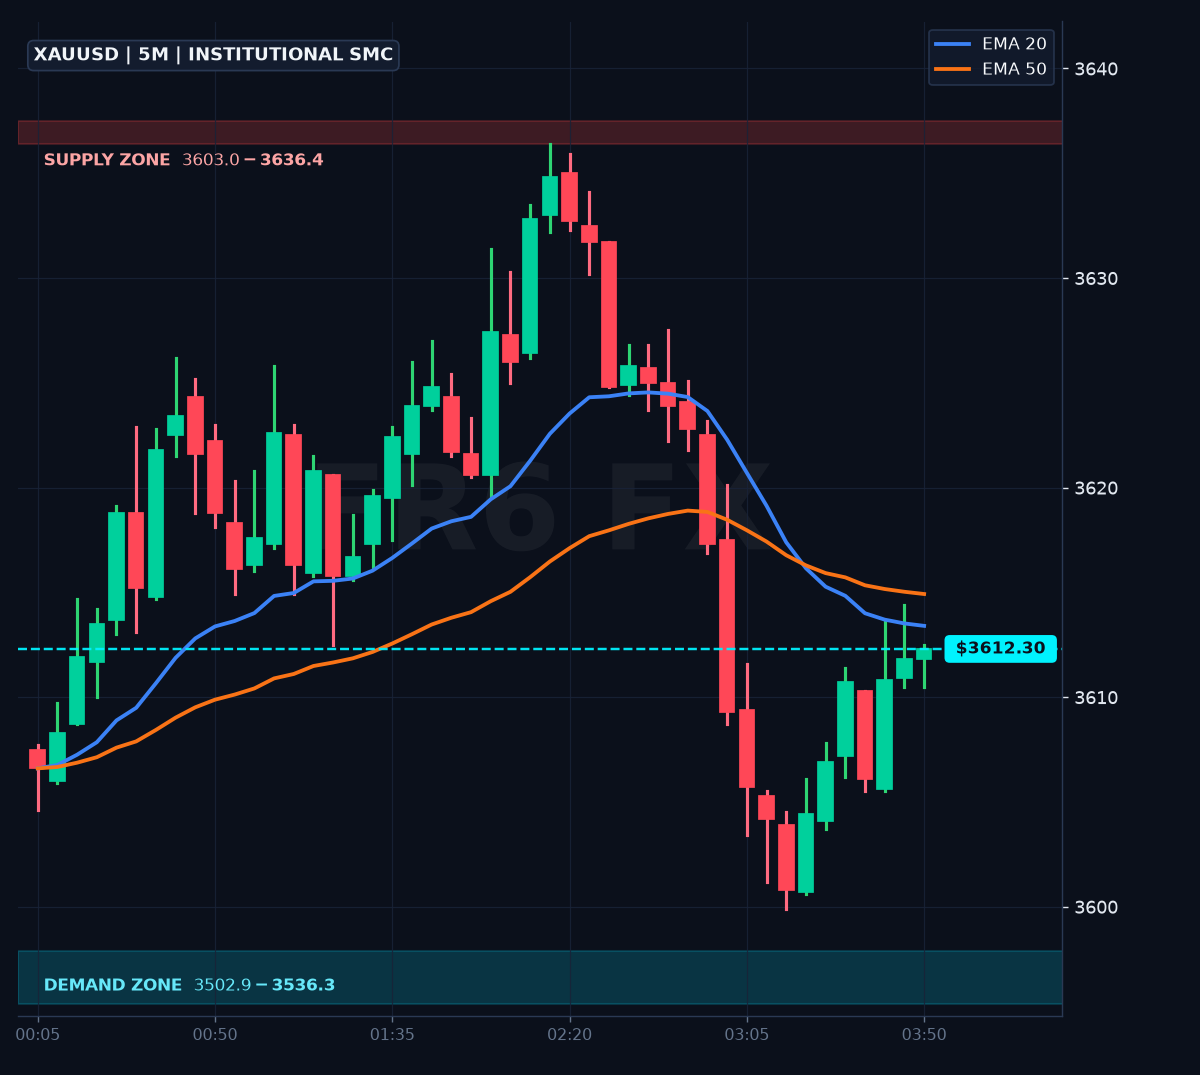 XAUUSD | 5M | INSTITUTIONAL SMC
EMA 20
EMA 50
3640
SUPPLY ZONE 3603.0 – 3636.4
3630
3620
$3612.30
3610
3600
DEMAND ZONE 3502.9 – 3536.3
00:05 00:50 01:35 02:20 03:05 03:50